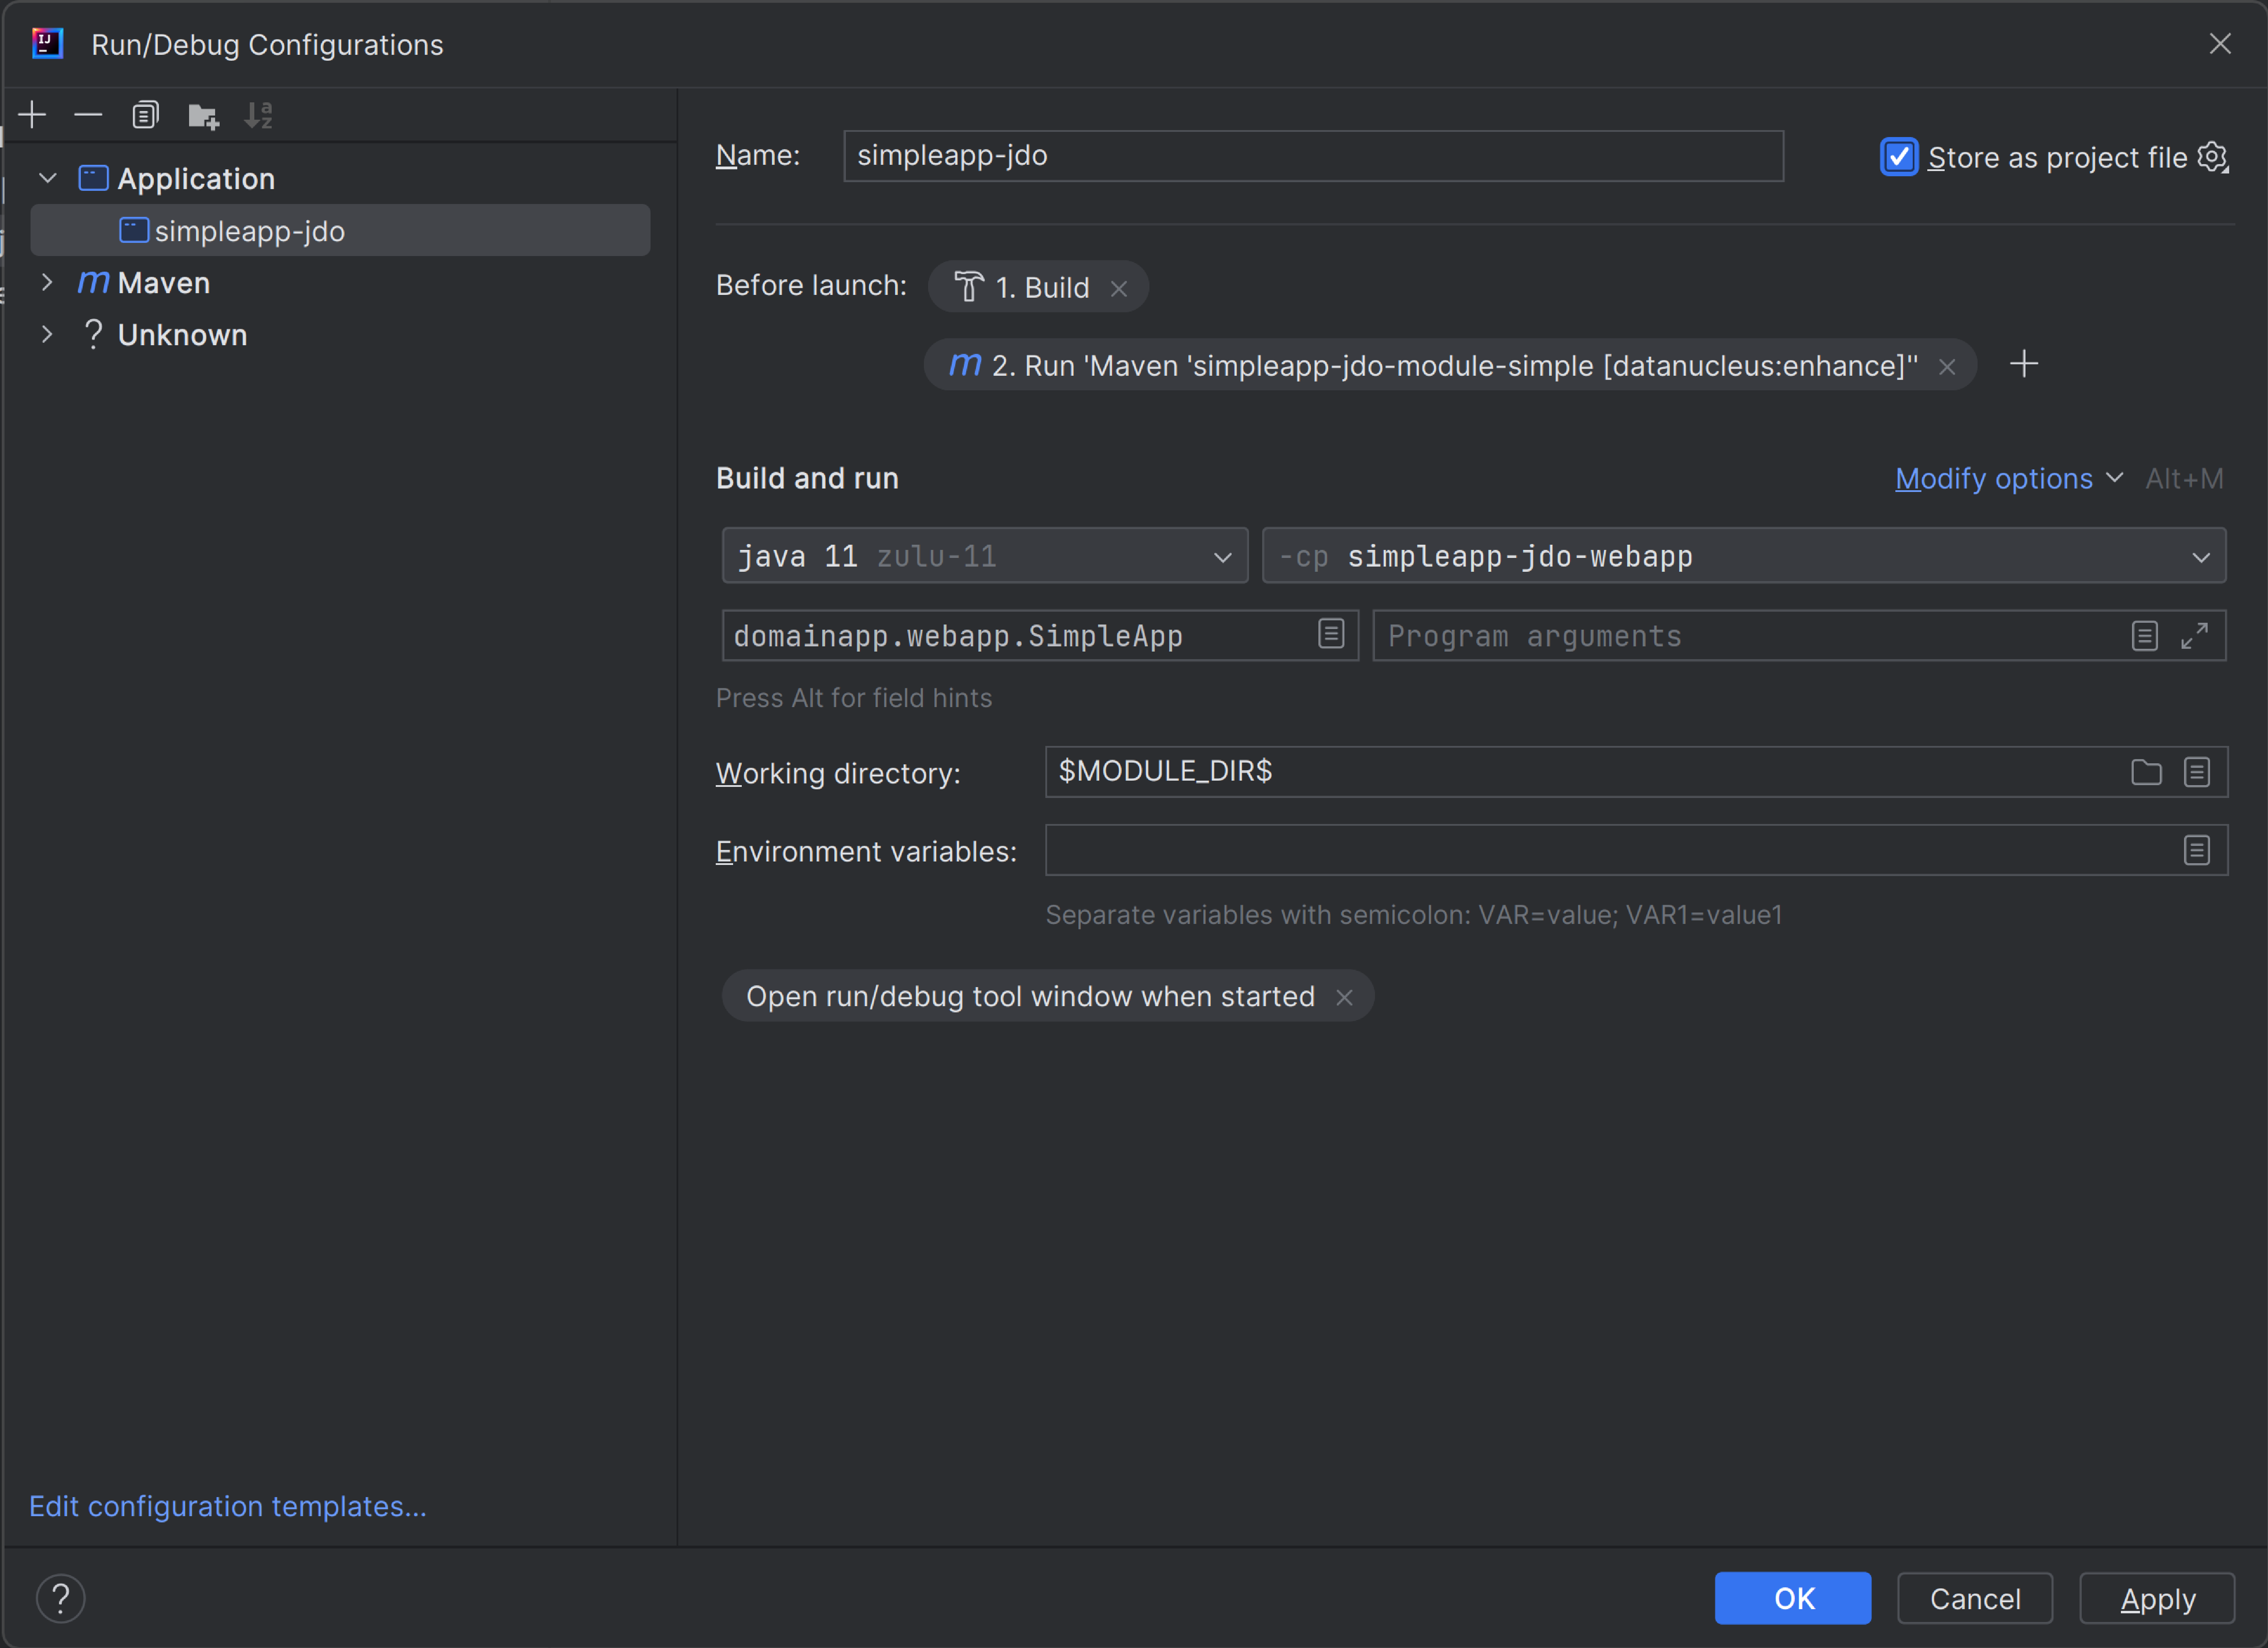 Run/Debug Configurations
Application
simpleapp-jdo
Maven
Unknown
Edit configuration templates...
Name: simpleapp-jdo
Store as project file
Before launch: 1. Build
2. Run 'Maven 'simpleapp-jdo-module-simple [datanucleus:enhance]''
Build and run
Modify options Alt+M
java 11 zulu-11
-cp simpleapp-jdo-webapp
domainapp.webapp.SimpleApp
Program arguments
Press Alt for field hints
Working directory: $MODULE_DIR$
Environment variables:
Separate variables with semicolon: VAR=value; VAR1=value1
Open run/debug tool window when started
OK
Cancel
Apply